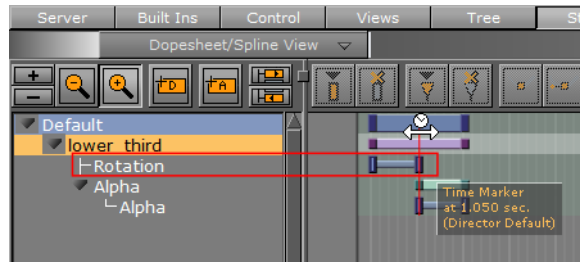 Server Built Ins Control Views Tree S
Dopesheet/Spline View
D A
Default
lower_third
Rotation
Alpha
Alpha
Time Marker
at 1.050 sec.
(Director Default)